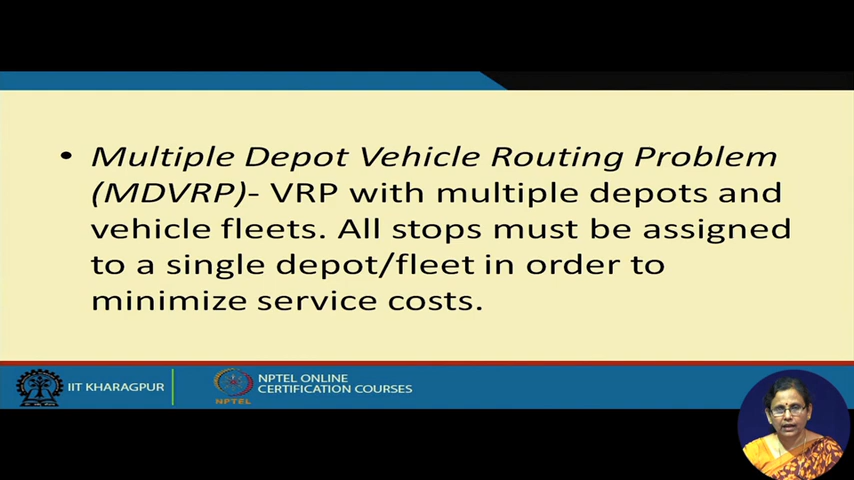 • Multiple Depot Vehicle Routing Problem
(MDVRP)- VRP with multiple depots and
vehicle fleets. All stops must be assigned
to a single depot/fleet in order to
minimize service costs.
IIT KHARAGPUR
NPTEL
NPTEL ONLINE
CERTIFICATION COURSES